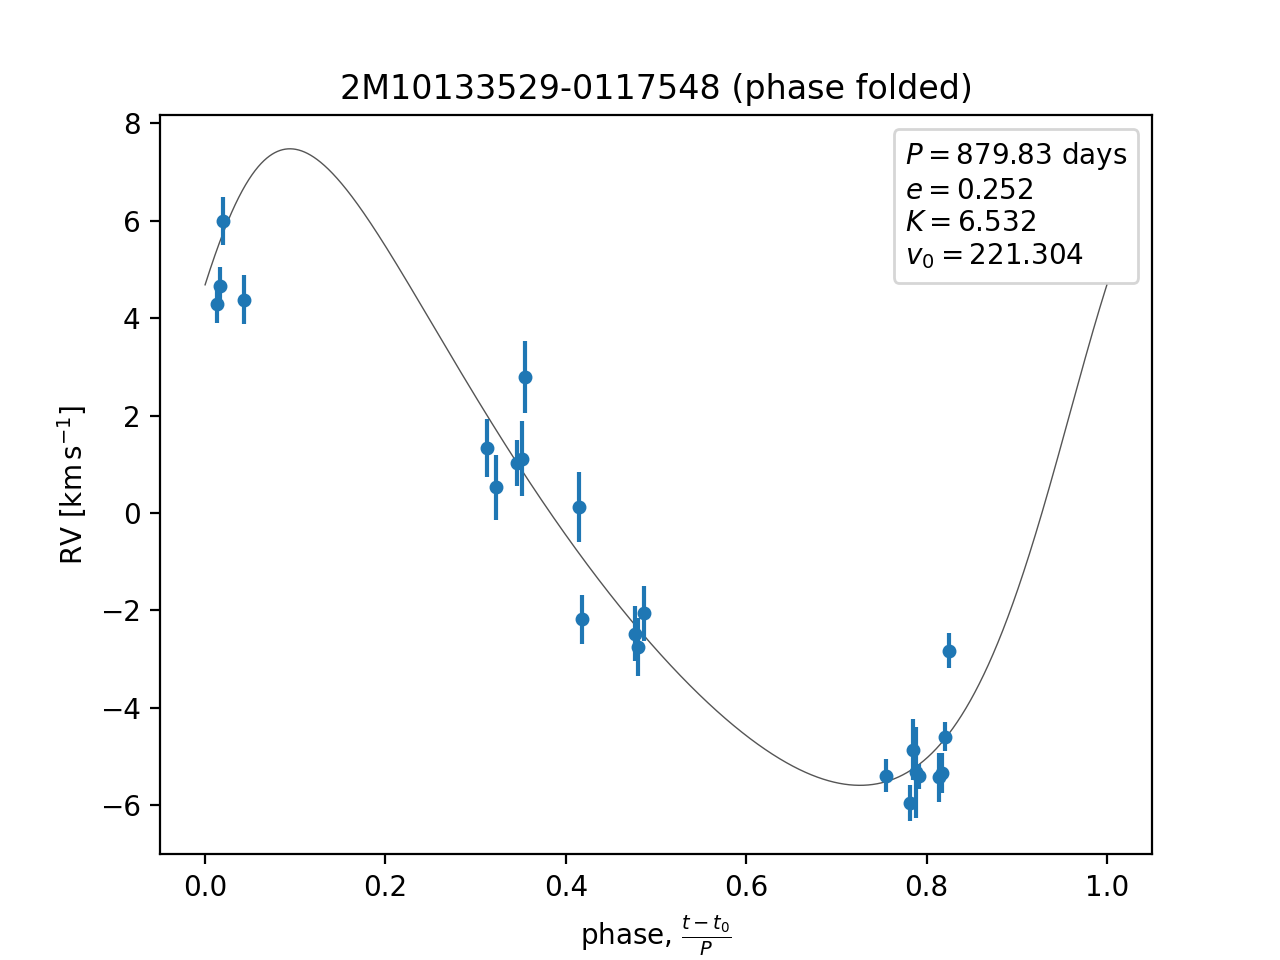 2M10133529-0117548 (phase folded)
P = 879.83 days
e = 0.252
K = 6.532
v₀ = 221.304
RV [km s⁻¹]
8
6
4
2
0
−2
−4
−6
0.0 0.2 0.4 0.6 0.8 1.0
phase, (t − t₀)/P